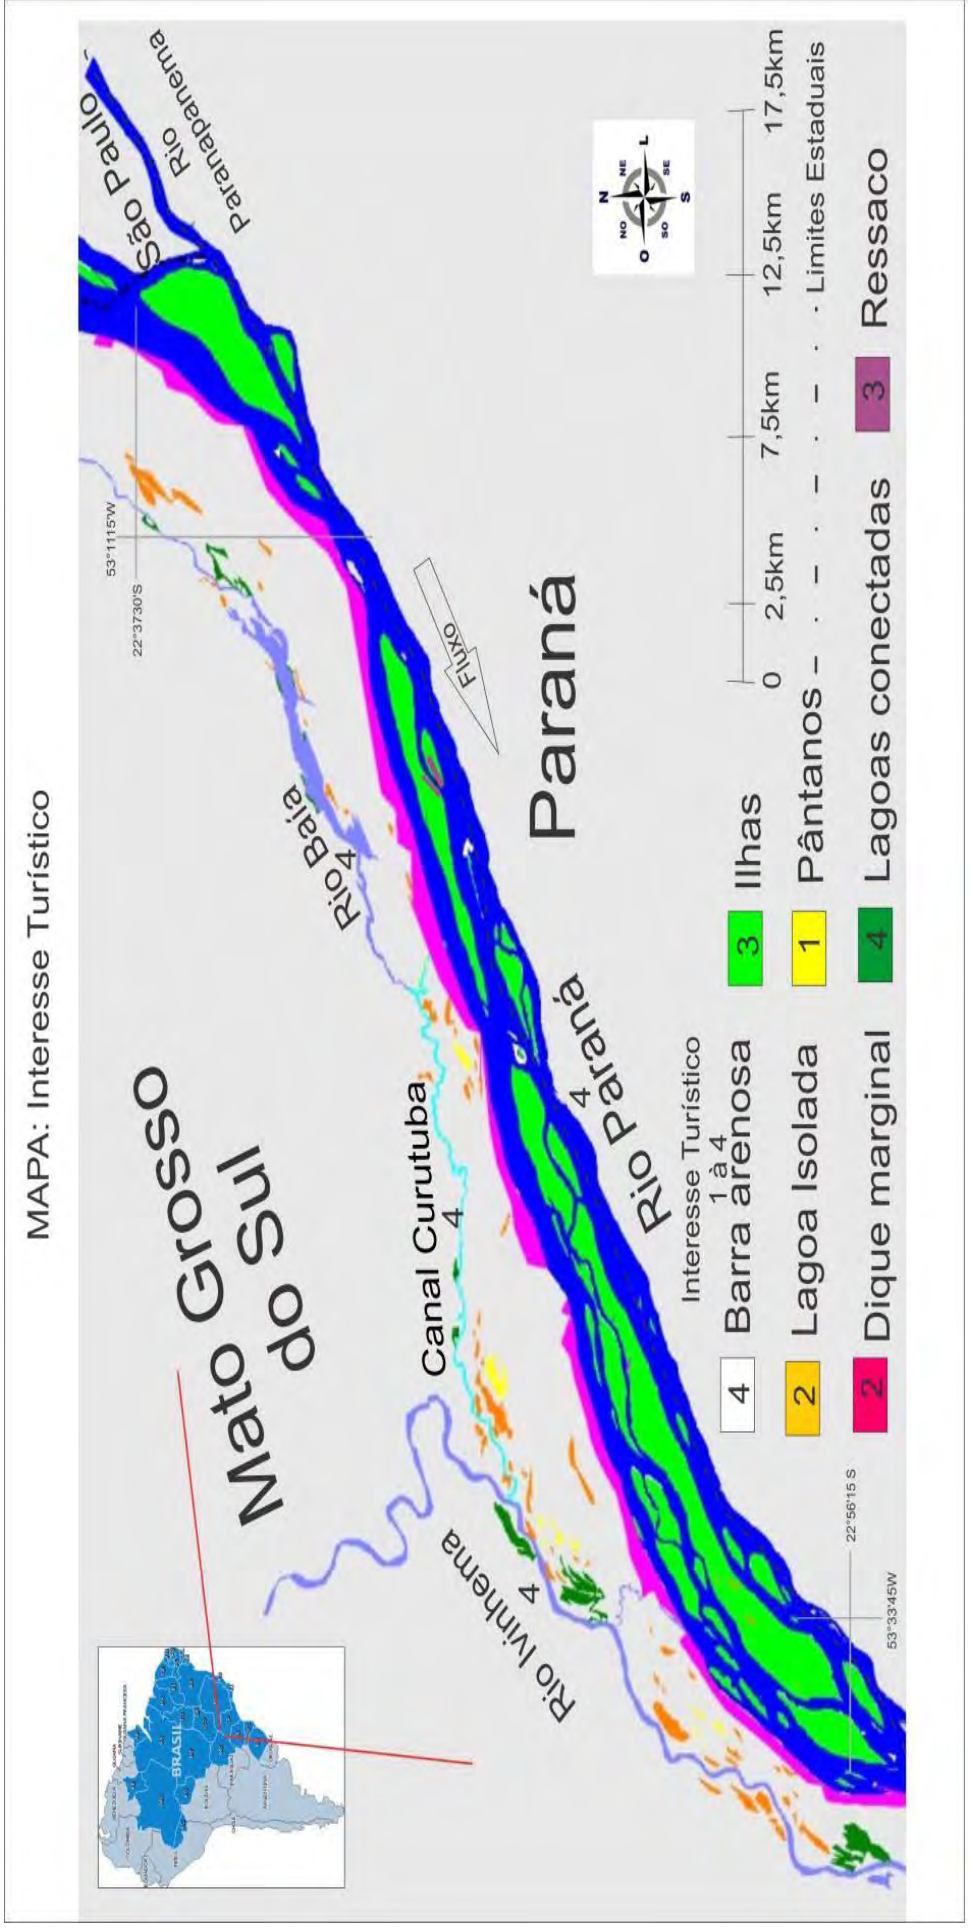 MAPA: Interesse Turístico
Mato Grosso
do Sul
São Paulo
Rio
Paranapanema
53°11'15'W
22°37'30'S
Rio Baía
4
Canal Curutuba
4
Rio Ivinhema
4
Fluxo
Paraná
Rio Paraná
4
BRASIL
N
NE
L
SE
S
SO
O
NO
0
2,5km
7,5km
12,5km
17,5km
Interesse Turístico
1 à 4
4 Barra arenosa
3 Ilhas
2 Lagoa Isolada
1 Pântanos
Limites Estaduais
2 Dique marginal
4 Lagoas conectadas
3 Ressaco
22°56'15 S
53°33'45W